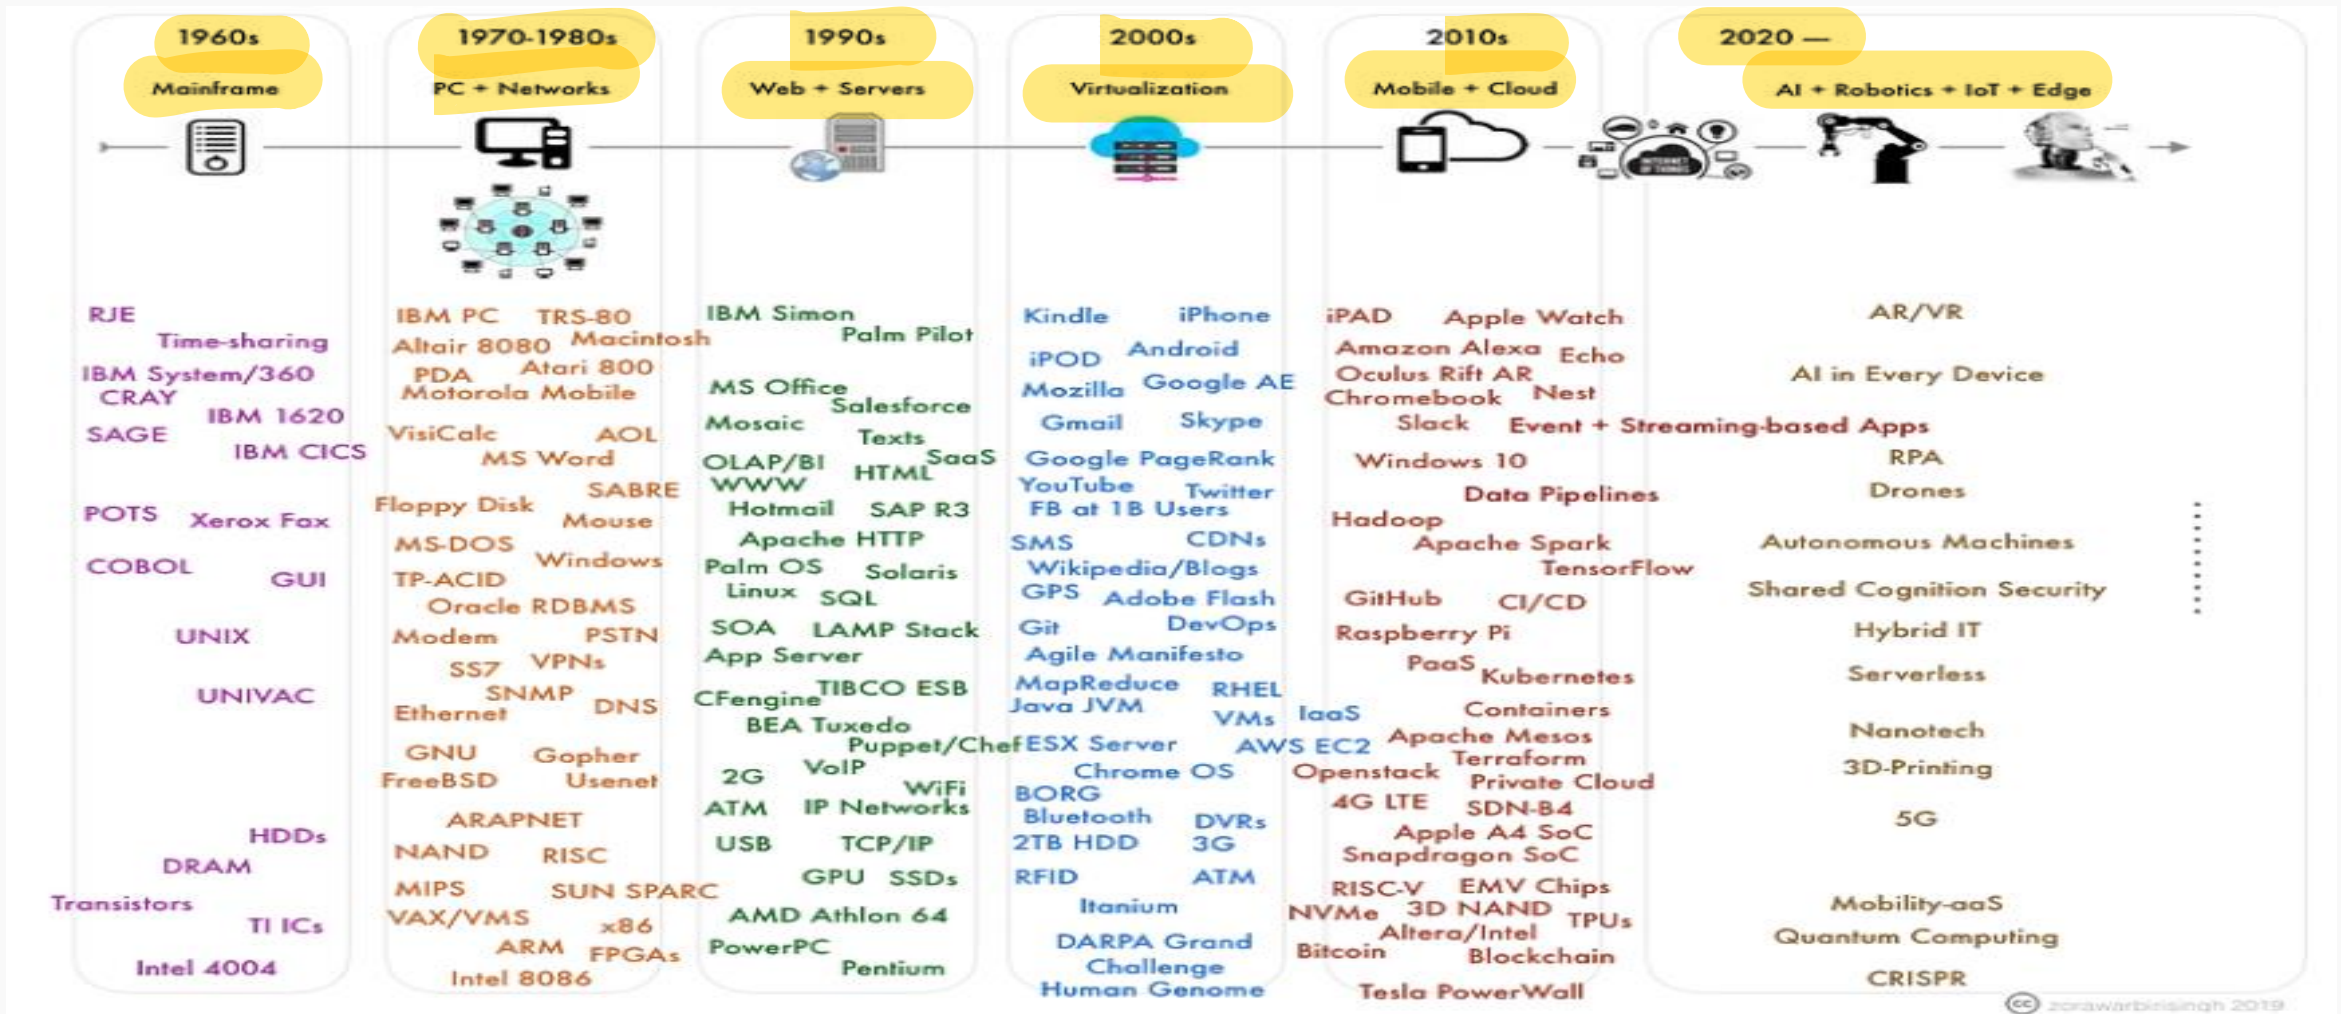 1960s
Mainframe
RJE
Time-sharing
IBM System/360
CRAY
IBM 1620
SAGE
IBM CICS
POTS
Xerox Fax
COBOL
GUI
UNIX
UNIVAC
HDDs
DRAM
Transistors
TI ICs
Intel 4004
1970-1980s
PC + Networks
IBM PC
TRS-80
Macintosh
Altair 8080
Atari 800
PDA
Motorola Mobile
VisiCalc
AOL
MS Word
SABRE
Floppy Disk
Mouse
MS-DOS
Windows
TP-ACID
Oracle RDBMS
Modem
PSTN
SS7
VPNs
SNMP
DNS
Ethernet
GNU
Gopher
FreeBSD
Usenet
ARAPNET
NAND
RISC
MIPS
SUN SPARC
VAX/VMS
x86
ARM
FPGAs
Intel 8086
1990s
Web + Servers
IBM Simon
Palm Pilot
MS Office
Salesforce
Mosaic
Texts
SaaS
OLAP/BI
HTML
WWW
Hotmail
SAP R3
Apache HTTP
Palm OS
Solaris
Linux
SQL
SOA
LAMP Stack
App Server
TIBCO ESB
CFengine
BEA Tuxedo
Puppet/Chef
VoIP
2G
WiFi
ATM
IP Networks
USB
TCP/IP
GPU
SSDs
AMD Athlon 64
PowerPC
Pentium
2000s
Virtualization
Kindle
iPhone
iPOD
Android
Mozilla
Google AE
Gmail
Skype
Google PageRank
YouTube
Twitter
FB at 1B Users
SMS
CDNs
Wikipedia/Blogs
GPS
Adobe Flash
Git
DevOps
Agile Manifesto
MapReduce
RHEL
Java JVM
VMs
IaaS
ESX Server
AWS EC2
Chrome OS
BORG
Bluetooth
DVRs
2TB HDD
3G
RFID
ATM
Itanium
DARPA Grand
Challenge
Human Genome
2010s
Mobile + Cloud
iPAD
Apple Watch
Amazon Alexa
Echo
Oculus Rift AR
Nest
Chromebook
Slack
Event + Streaming-based Apps
Windows 10
Data Pipelines
Hadoop
Apache Spark
TensorFlow
GitHub
CI/CD
Raspberry Pi
PaaS
Kubernetes
Containers
Apache Mesos
Terraform
Openstack
Private Cloud
4G LTE
SDN-B4
Apple A4 SoC
Snapdragon SoC
RISC-V
EMV Chips
NVMe
3D NAND
TPUs
Altera/Intel
Bitcoin
Blockchain
Tesla PowerWall
2020 —
AI + Robotics + IoT + Edge
INTERNET
OF THINGS
AR/VR
AI in Every Device
RPA
Drones
Autonomous Machines
Shared Cognition Security
Hybrid IT
Serverless
Nanotech
3D-Printing
5G
Mobility-aaS
Quantum Computing
CRISPR
cc zorawarbirisingh 2019